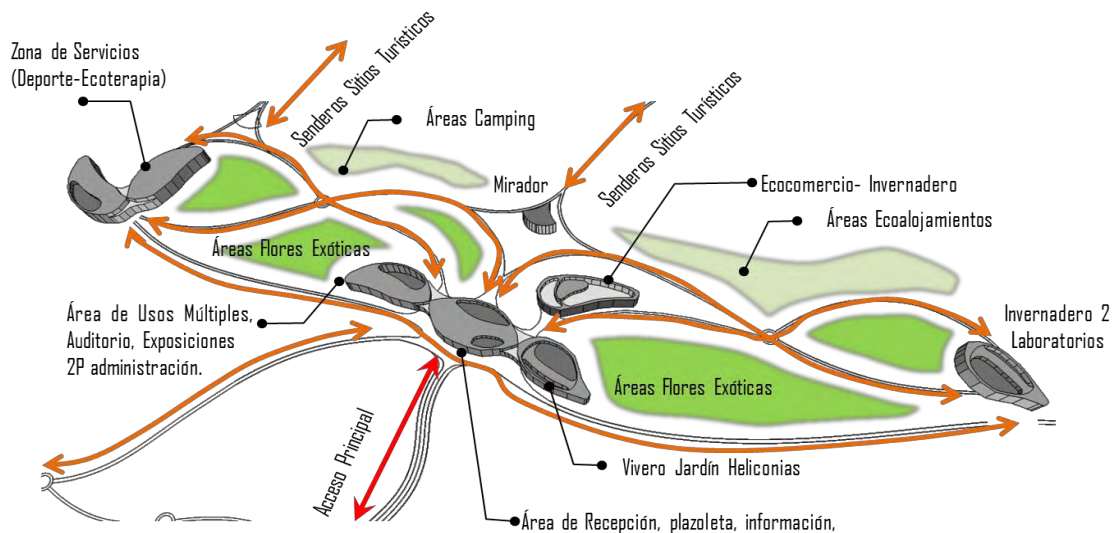 Zona de Servicios
(Deporte-Ecoterapia)
Senderos Sitios Turísticos
Áreas Camping
Senderos Sitios Turísticos
Mirador
Ecocomercio- Invernadero
Áreas Ecoalojamientos
Áreas Flores Exóticas
Área de Usos Múltiples,
Auditorio, Exposiciones
2P administración.
Invernadero 2
Laboratorios
Áreas Flores Exóticas
Acceso Principal
Vivero Jardín Heliconias
Área de Recepción, plazoleta, información,